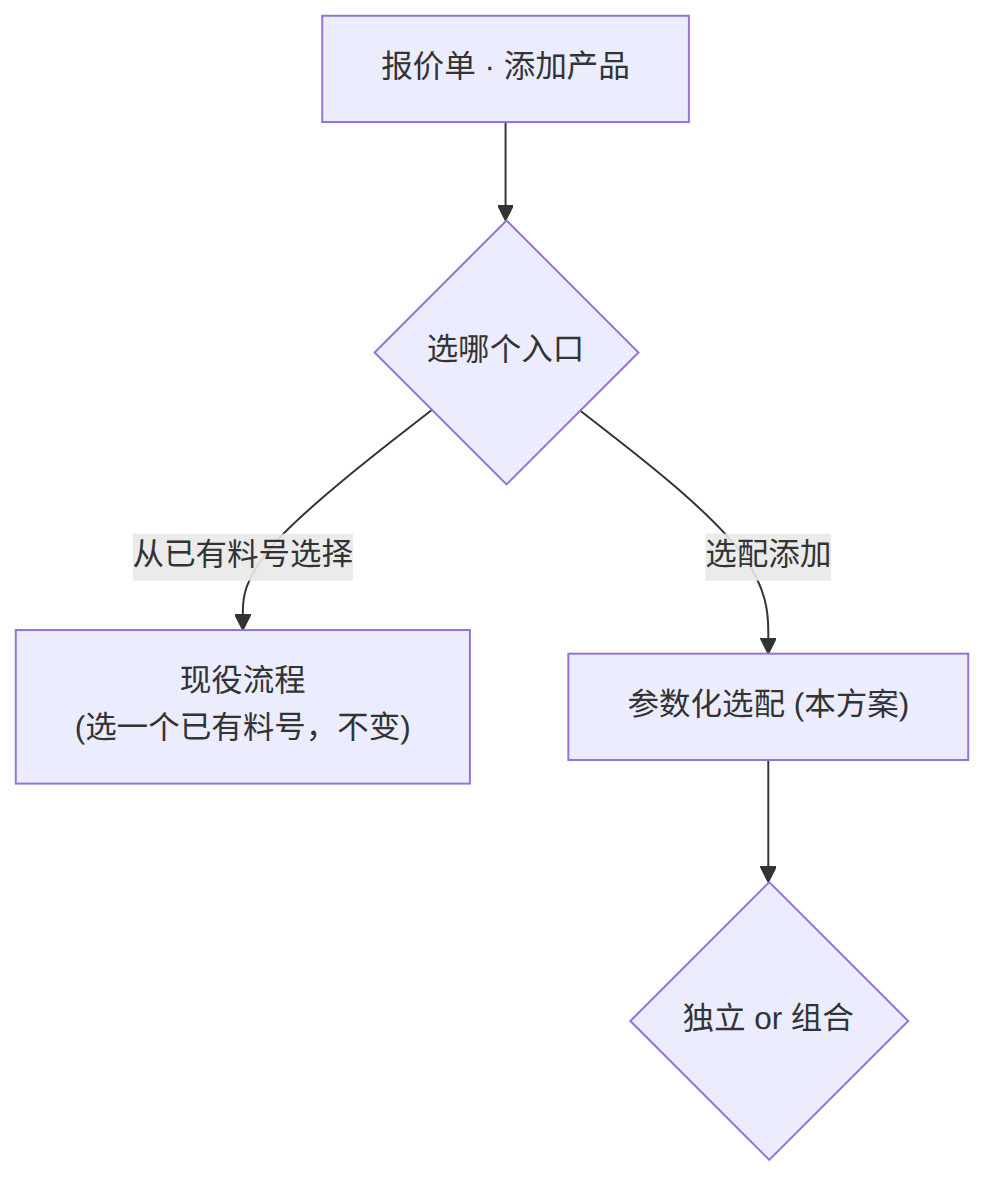 报价单 · 添加产品
选哪个入口
从已有料号选择
选配添加
现役流程
(选一个已有料号，不变)
参数化选配 (本方案)
独立 or 组合